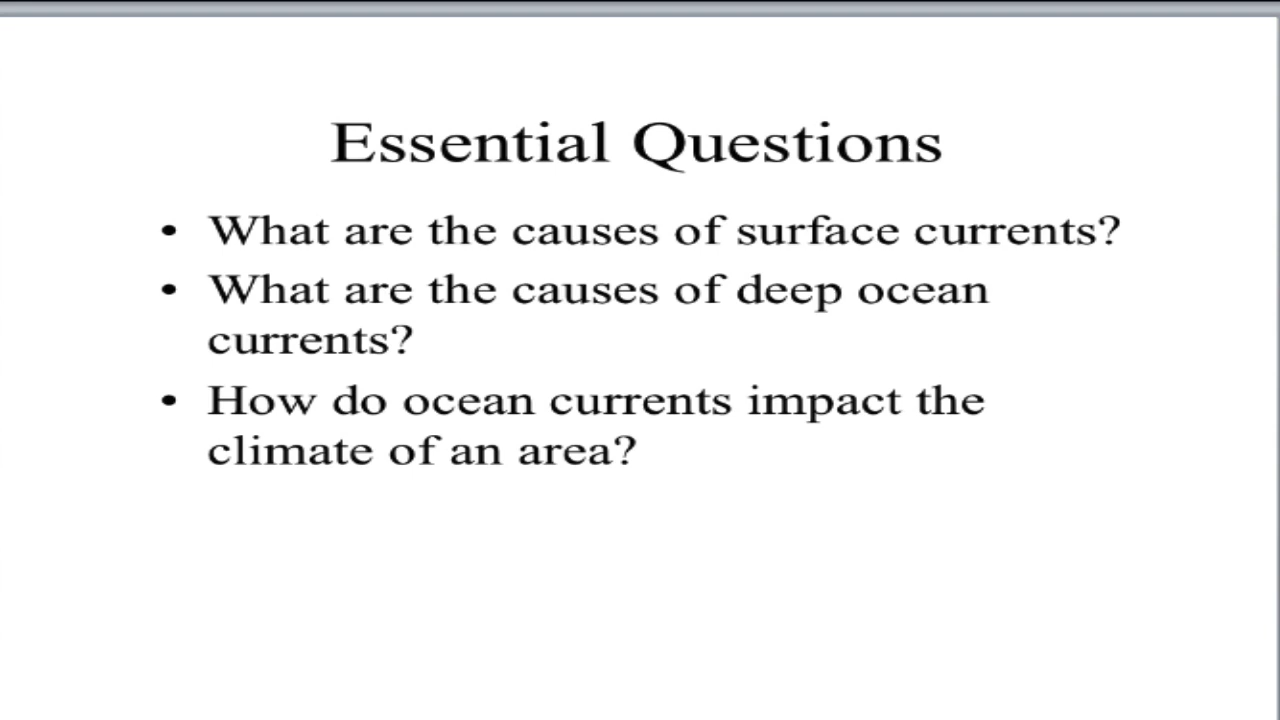 Essential Questions
• What are the causes of surface currents?
• What are the causes of deep ocean
currents?
• How do ocean currents impact the
climate of an area?